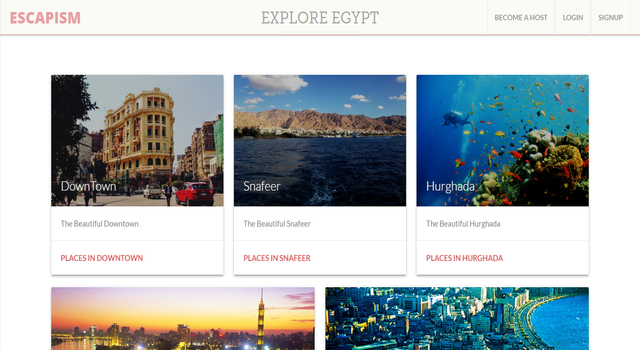 ESCAPISM
EXPLORE EGYPT
BECOME A HOST
LOGIN
SIGNUP
DownTown
Snafeer
Hurghada
The Beautiful Downtown
The Beautiful Snafeer
The Beautiful Hurghada
PLACES IN DOWNTOWN
PLACES IN SNAFEER
PLACES IN HURGHADA